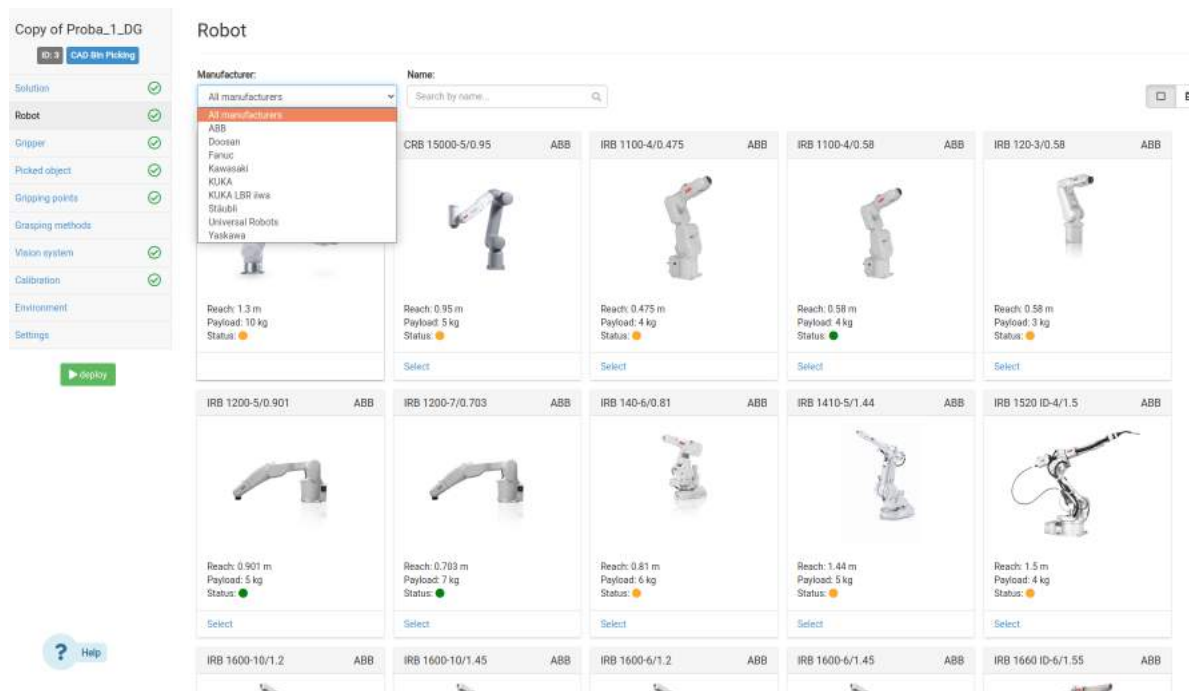 Copy of Proba_1_DG
ID: 3 CAD Bin Picking
Solution
Robot
Gripper
Picked object
Gripping points
Grasping methods
Vision system
Calibration
Environment
Settings
deploy
? Help
Robot
Manufacturer:
All manufacturers
All manufacturers
ABB
Doosan
Fanuc
Kawasaki
KUKA
KUKA LBR iiwa
Stäubli
Universal Robots
Yaskawa
Name:
Search by name...
Reach: 1.3 m
Payload: 10 kg
Status:
CRB 15000-5/0.95 ABB
Reach: 0.95 m
Payload: 5 kg
Status:
Select
IRB 1100-4/0.475 ABB
Reach: 0.475 m
Payload: 4 kg
Status:
Select
IRB 1100-4/0.58 ABB
Reach: 0.58 m
Payload: 4 kg
Status:
Select
IRB 120-3/0.58 ABB
Reach: 0.58 m
Payload: 3 kg
Status:
Select
IRB 1200-5/0.901 ABB
Reach: 0.901 m
Payload: 5 kg
Status:
Select
IRB 1200-7/0.703 ABB
Reach: 0.703 m
Payload: 7 kg
Status:
Select
IRB 140-6/0.81 ABB
Reach: 0.81 m
Payload: 6 kg
Status:
Select
IRB 1410-5/1.44 ABB
Reach: 1.44 m
Payload: 5 kg
Status:
Select
IRB 1520 ID-4/1.5 ABB
Reach: 1.5 m
Payload: 4 kg
Status:
Select
IRB 1600-10/1.2 ABB
IRB 1600-10/1.45 ABB
IRB 1600-6/1.2 ABB
IRB 1600-6/1.45 ABB
IRB 1660 ID-6/1.55 ABB